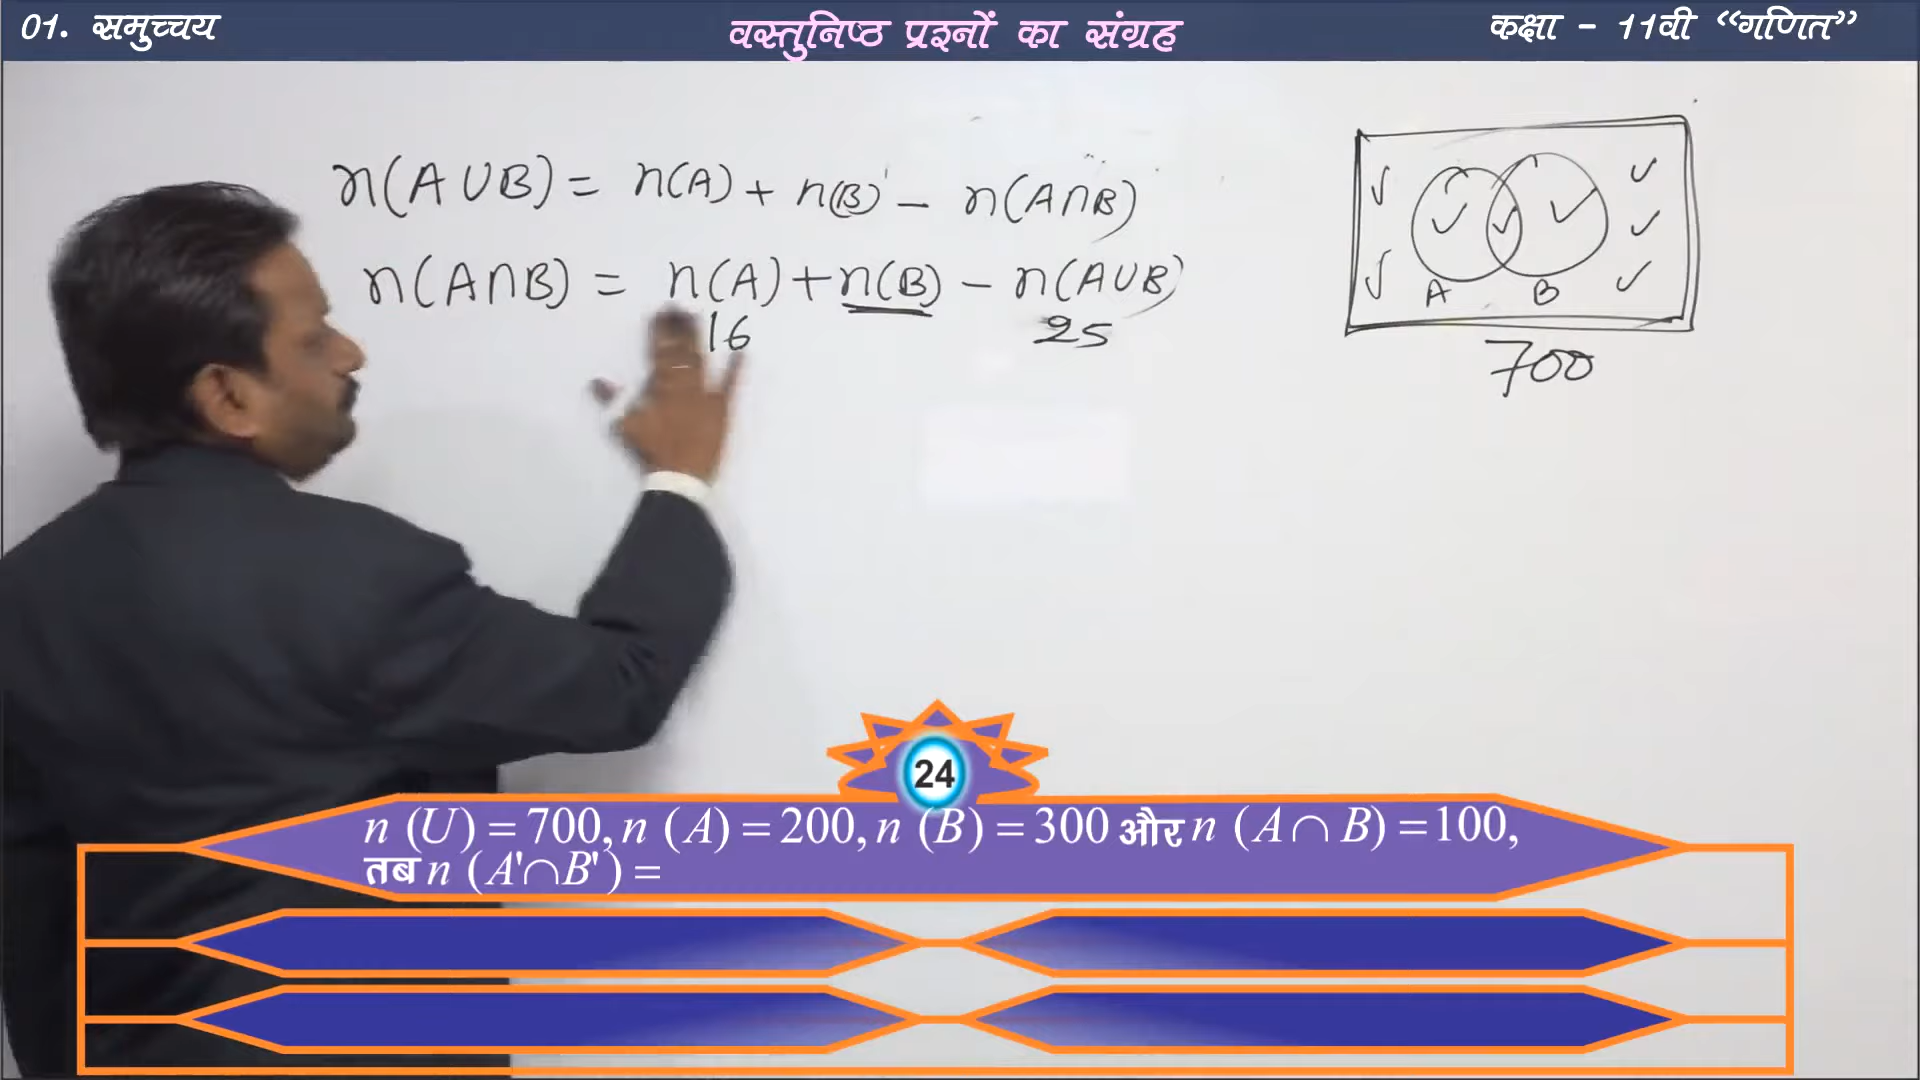 01. समुच्चय
वस्तुनिष्ठ प्रश्नों का संग्रह
कक्षा - 11वी “गणित”
n(A∪B) = n(A) + n(B) - n(A∩B)
n(A∩B) = n(A) + n(B) - n(A∪B)
16 25
A B
700
24
n (U) = 700, n (A) = 200, n (B) = 300 और n (A∩B) = 100,
तब n (A'∩B') =